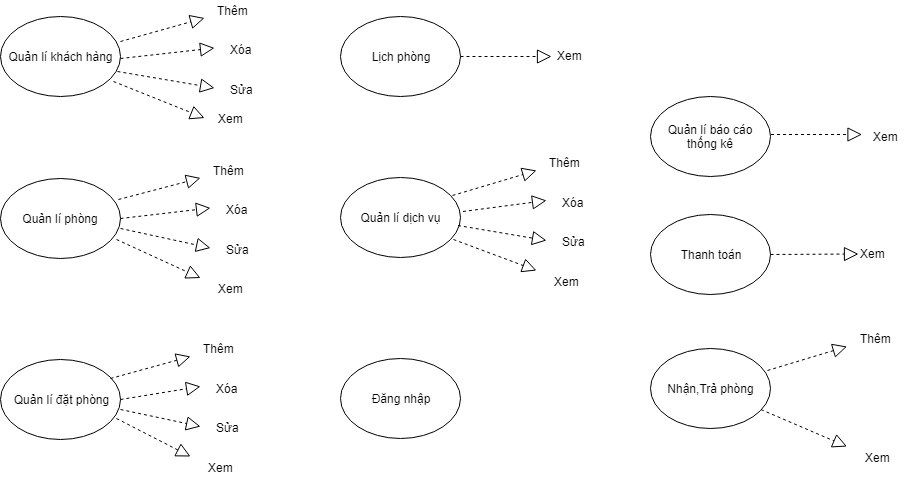 Quản lí khách hàng
Thêm
Xóa
Sửa
Xem
Lịch phòng
Xem
Quản lí báo cáo
thống kê
Xem
Quản lí phòng
Thêm
Xóa
Sửa
Xem
Quản lí dịch vụ
Thêm
Xóa
Sửa
Xem
Thanh toán
Xem
Quản lí đặt phòng
Thêm
Xóa
Sửa
Xem
Đăng nhập
Nhận,Trả phòng
Thêm
Xem